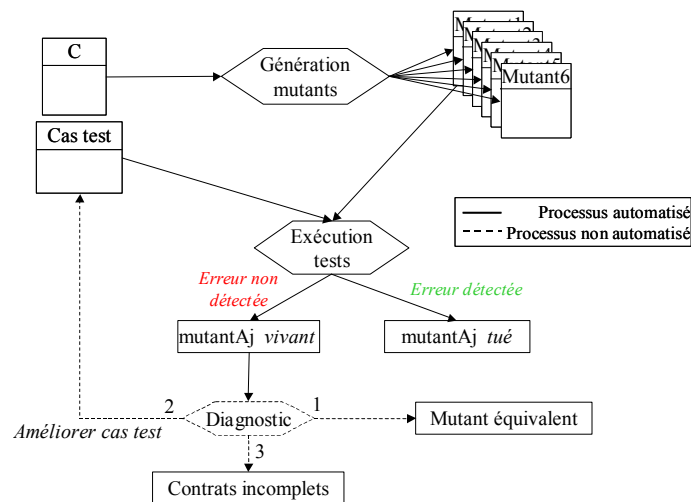 C
Génération
mutants
Mutant6
Cas test
Processus automatisé
Processus non automatisé
Exécution
tests
Erreur non
détectée
Erreur détectée
mutantAj vivant
mutantAj tué
2
Diagnostic
1
Mutant équivalent
Améliorer cas test
3
Contrats incomplets